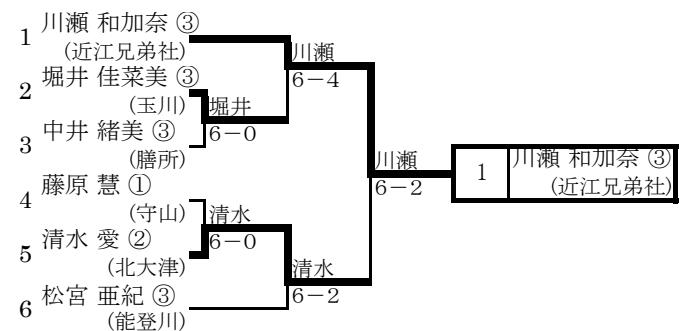 1 川瀬 和加奈 ③
(近江兄弟社)
川瀬
6-4
2 堀井 佳菜美 ③
(玉川)
堀井
6-0
3 中井 緒美 ③
(膳所)
川瀬
6-2
1 川瀬 和加奈 ③
(近江兄弟社)
4 藤原 慧 ①
(守山)
清水
6-0
5 清水 愛 ②
(北大津)
清水
6-2
6 松宮 亜紀 ③
(能登川)